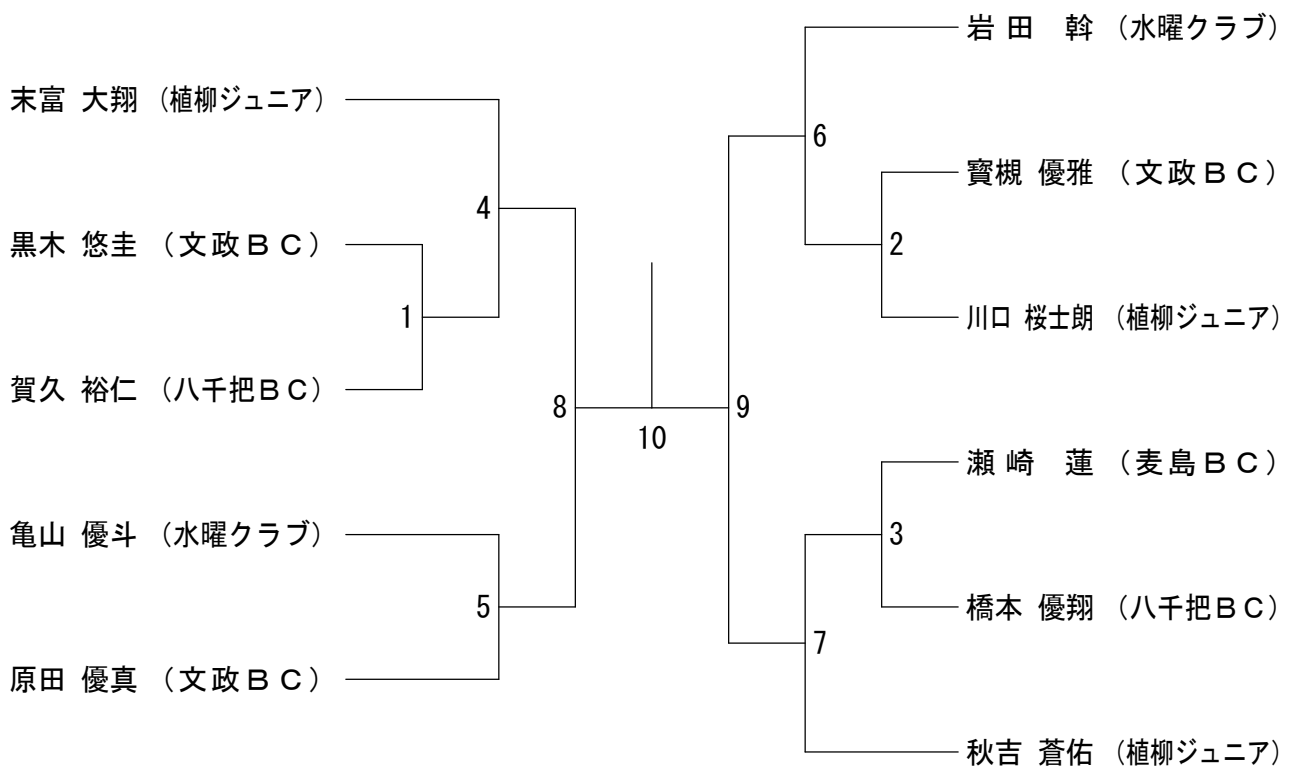 末富 大翔 （植柳ジュニア）
黒木 悠圭 （文政ＢＣ）
賀久 裕仁 （八千把ＢＣ）
亀山 優斗 （水曜クラブ）
原田 優真 （文政ＢＣ）
1
4
5
8
10
9
6
2
3
7
岩田　幹 （水曜クラブ）
寳槻 優雅 （文政ＢＣ）
川口 桜士朗 （植柳ジュニア）
瀬崎　蓮 （麦島ＢＣ）
橋本 優翔 （八千把ＢＣ）
秋吉 蒼佑 （植柳ジュニア）